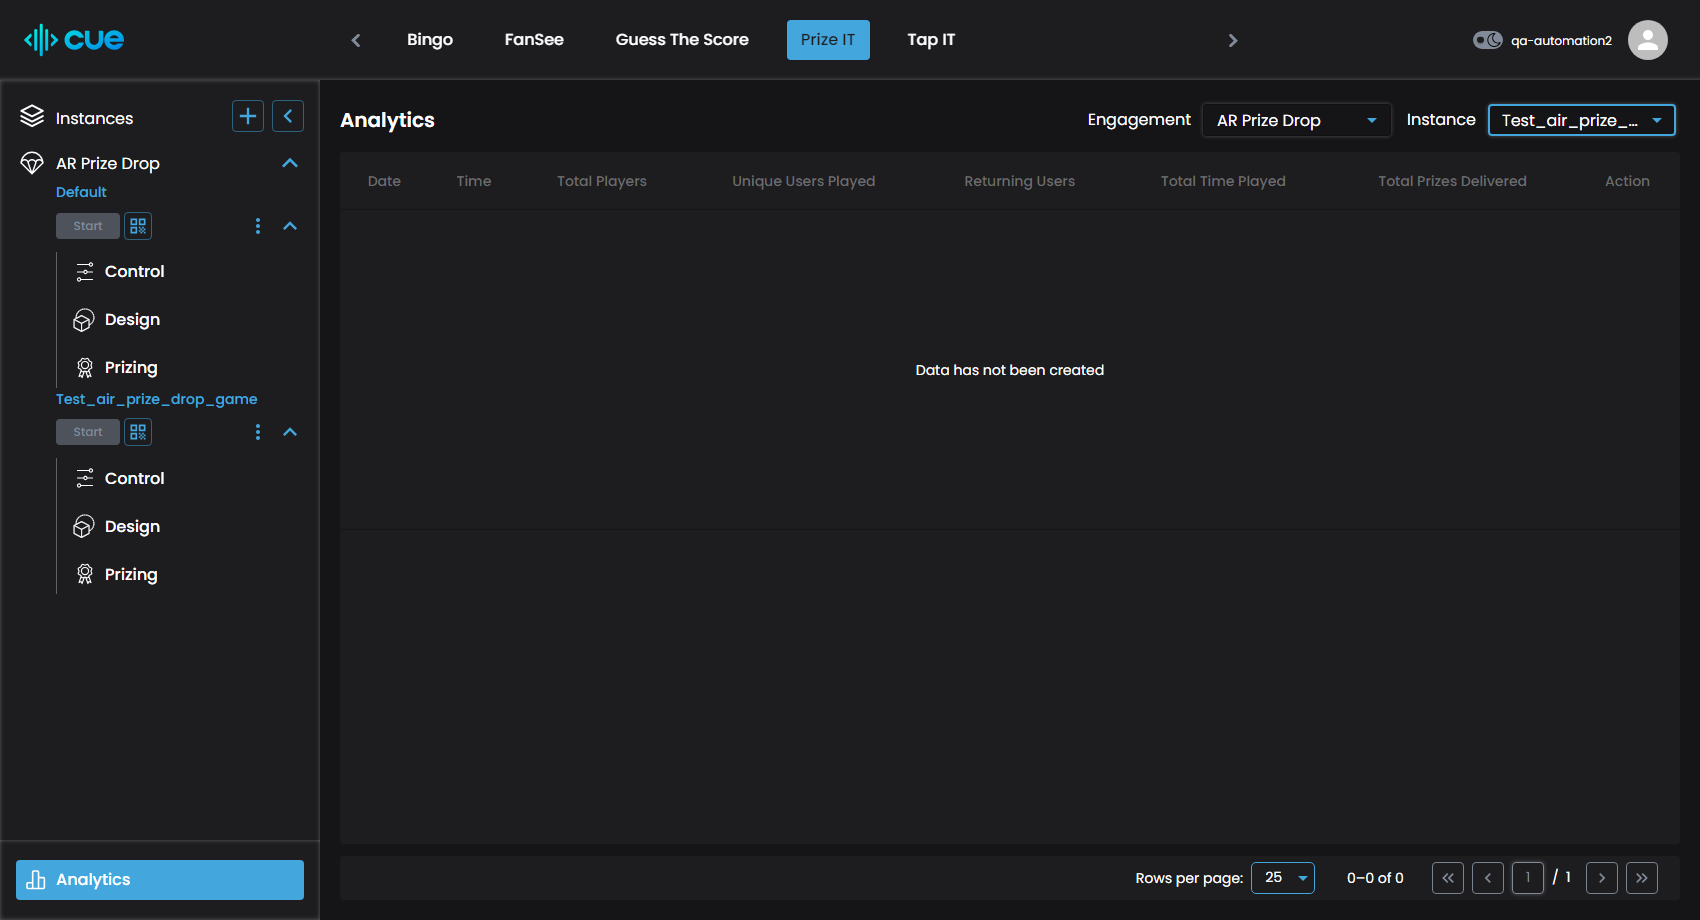 cue
Bingo
FanSee
Guess The Score
Prize IT
Tap IT
qa-automation2
Instances
AR Prize Drop
Default
Start
Control
Design
Prizing
Test_air_prize_drop_game
Start
Control
Design
Prizing
Analytics
Analytics
Engagement
AR Prize Drop
Instance
Test_air_prize_...
Date
Time
Total Players
Unique Users Played
Returning Users
Total Time Played
Total Prizes Delivered
Action
Data has not been created
Rows per page:
25
0–0 of 0
1
/ 1